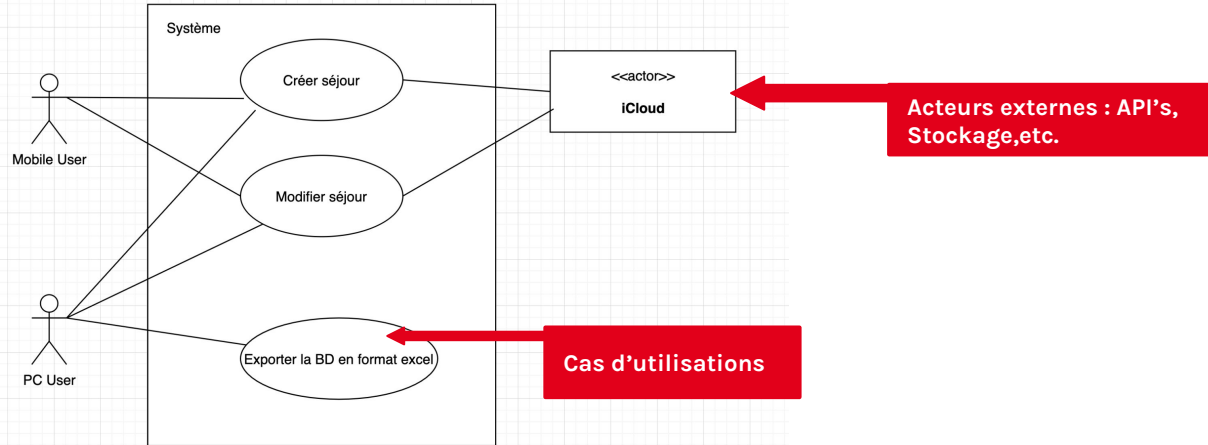 Système
Créer séjour
<<actor>>
iCloud
Acteurs externes : API's,
Stockage,etc.
Mobile User
Modifier séjour
Exporter la BD en format excel
Cas d'utilisations
PC User